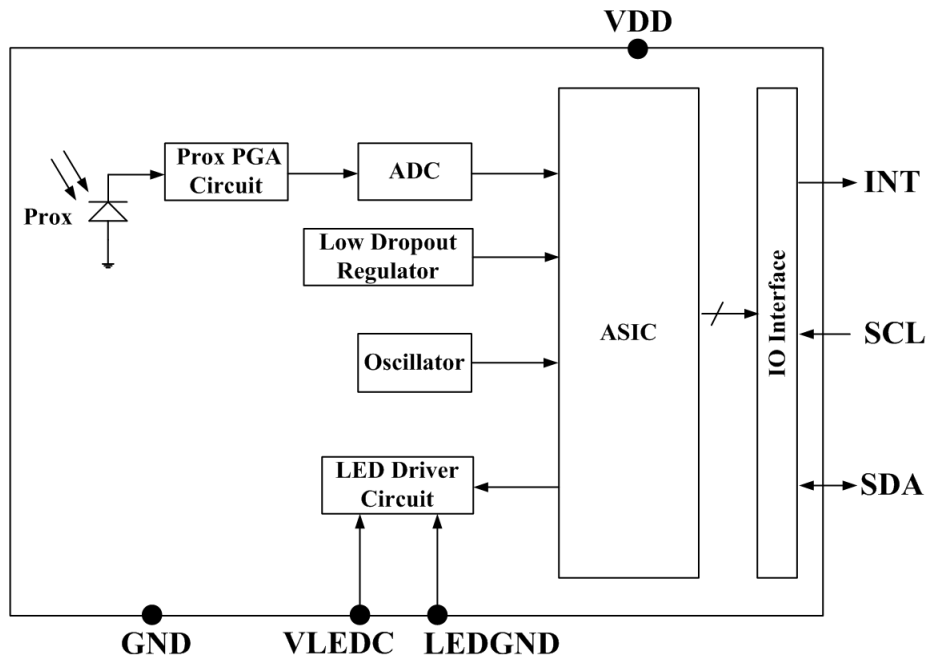 VDD
Prox PGA
Circuit
ADC
Prox
Low Dropout
Regulator
Oscillator
LED Driver
Circuit
ASIC
IO Interface
INT
SCL
SDA
GND
VLEDC
LEDGND